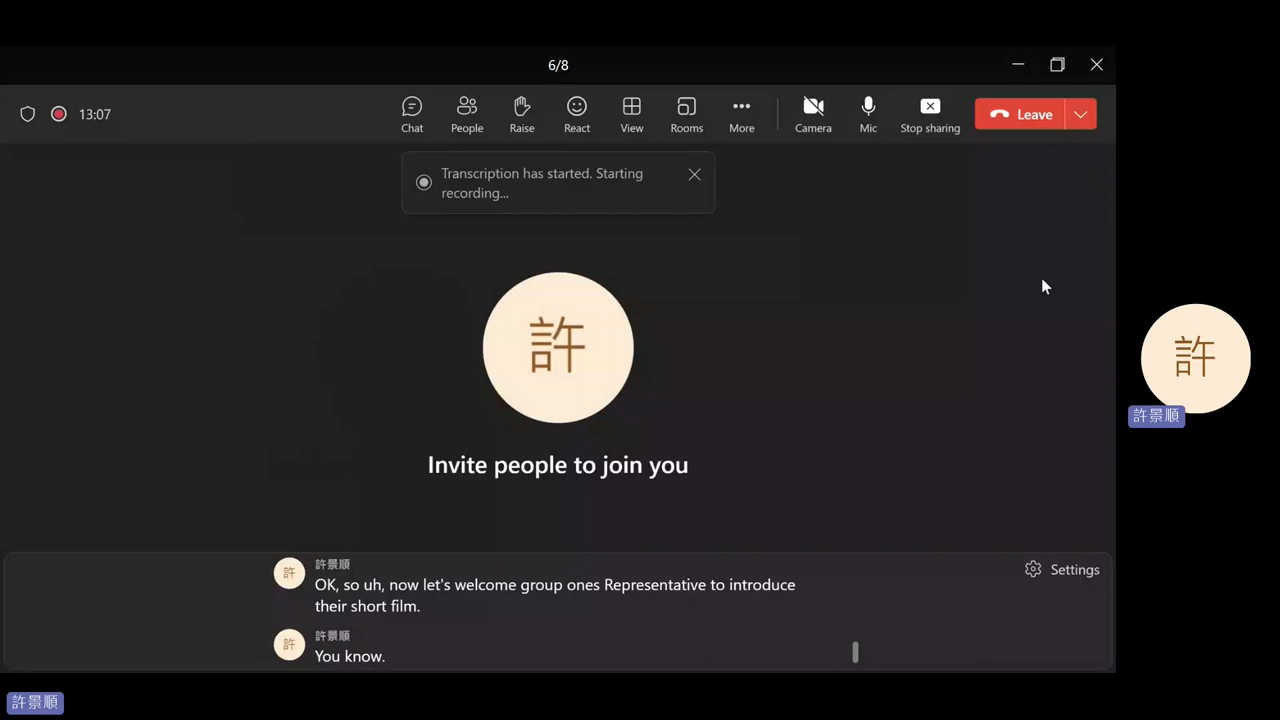 6/8
13:07
Chat People Raise React View Rooms More Camera Mic Stop sharing Leave
Transcription has started. Starting
recording...
許
Invite people to join you
許
許景順
許
許景順
OK, so uh, now let's welcome group ones Representative to introduce
their short film.
Settings
許
許景順
You know.
許景順